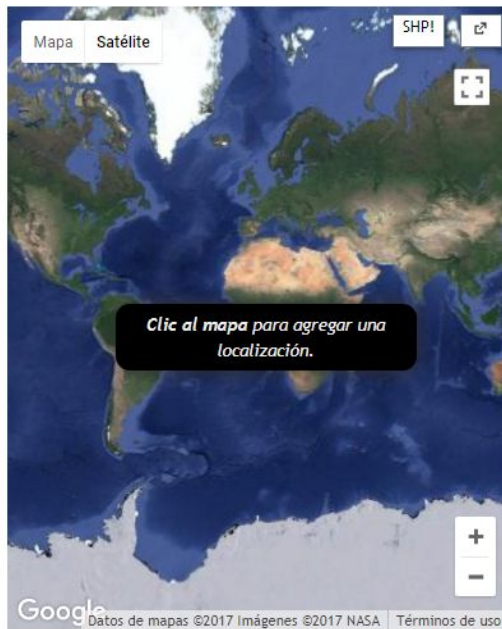 Mapa Satélite SHP!
Clic al mapa para agregar una
localización.
Google Datos de mapas ©2017 Imágenes ©2017 NASA Términos de uso